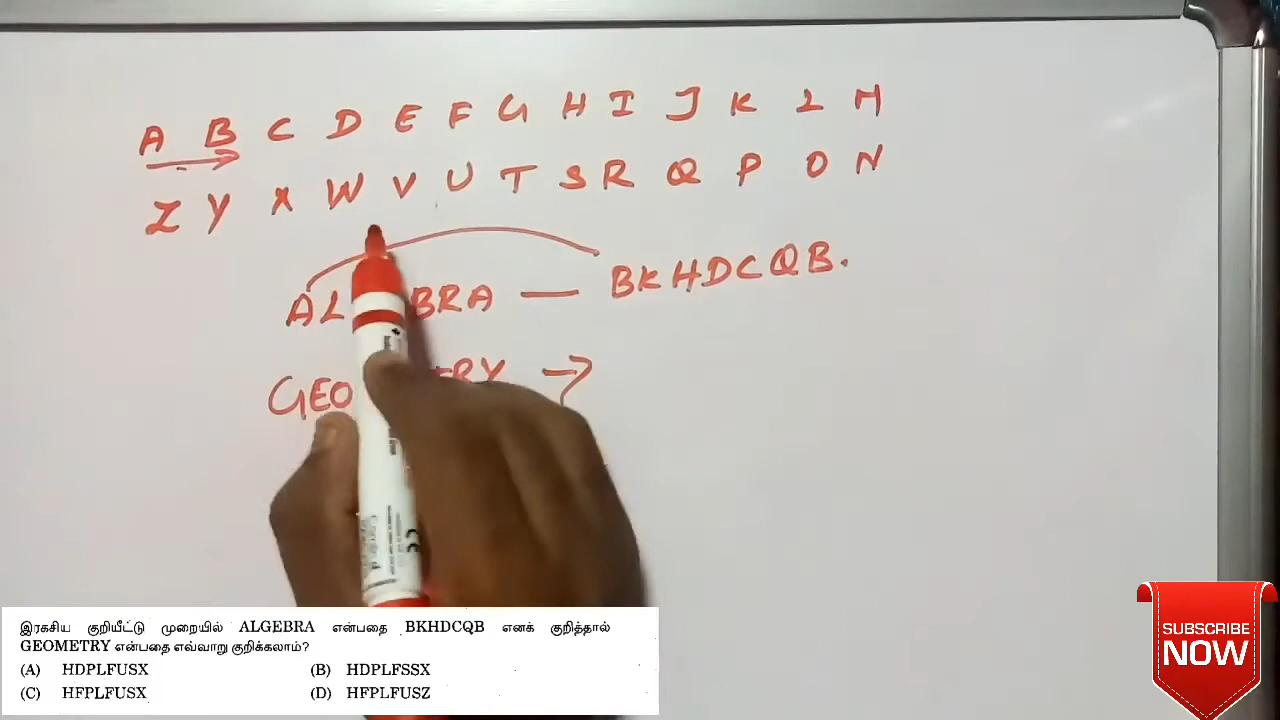 A B C D E F G H I J K L M
Z Y X W V U T S R Q P O N
BRA — BKHDCQB.
GEO
இரகசிய குறியீட்டு முறையில் ALGEBRA என்பதை BKHDCQB எனக் குறித்தால்
GEOMETRY என்பதை எவ்வாறு குறிக்கலாம்?
(A) HDPLFUSX (B) HDPLFSSX
(C) HFPLFUSX (D) HFPLFUSZ
SUBSCRIBE
NOW